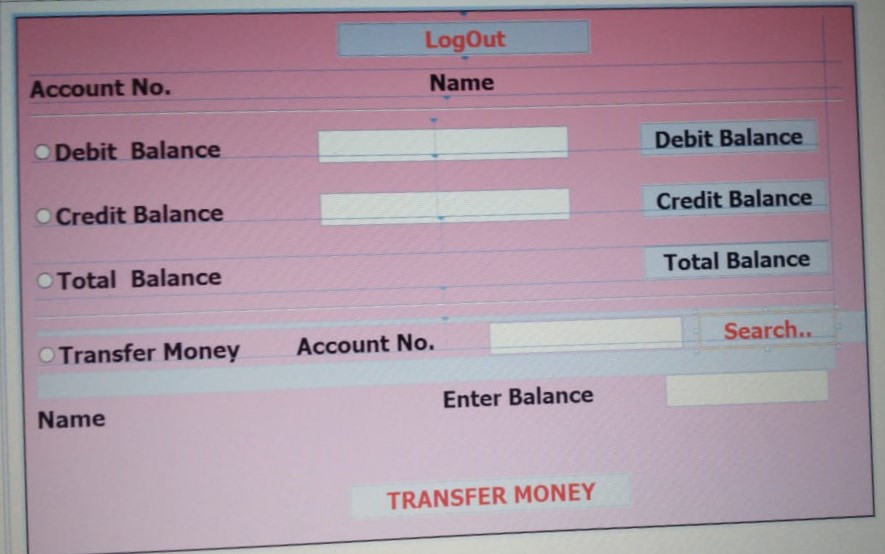 LogOut
Account No. Name
Debit Balance Debit Balance
Credit Balance Credit Balance
Total Balance Total Balance
Transfer Money Account No. Search..
Name Enter Balance
TRANSFER MONEY